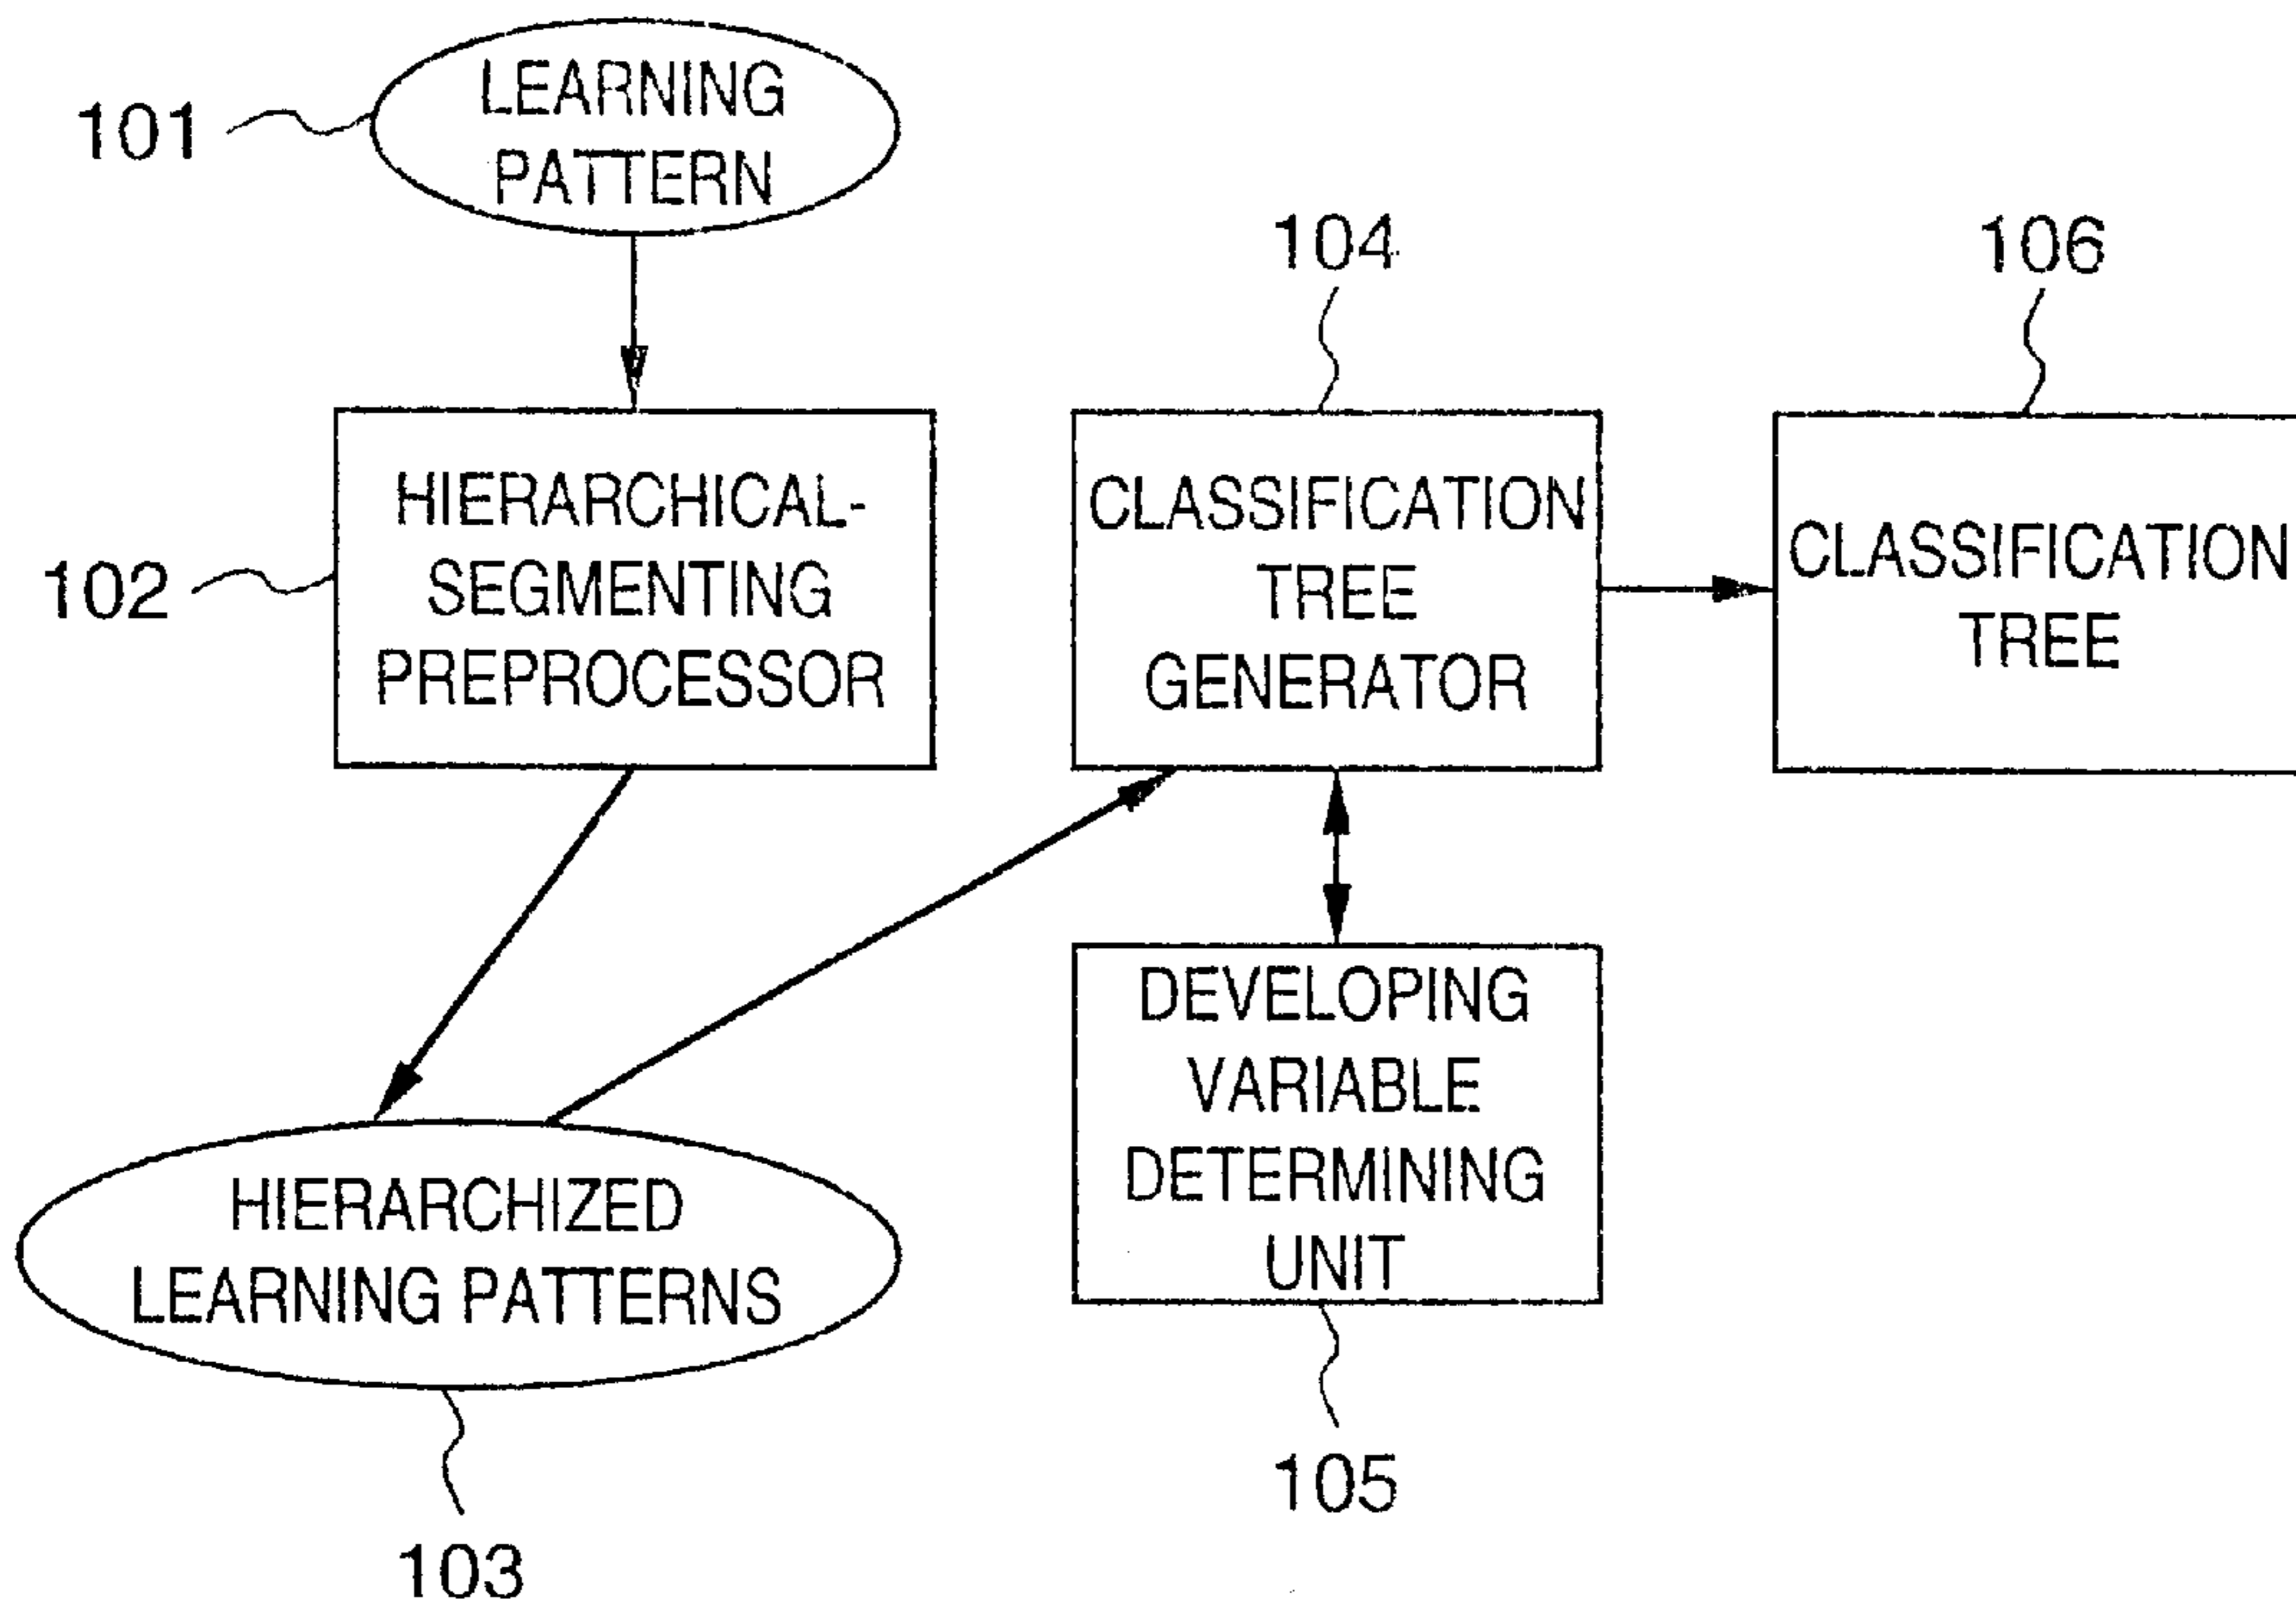 101
LEARNING
PATTERN
102
HIERARCHICAL-
SEGMENTING
PREPROCESSOR
103
HIERARCHIZED
LEARNING PATTERNS
104
CLASSIFICATION
TREE
GENERATOR
105
DEVELOPING
VARIABLE
DETERMINING
UNIT
106
CLASSIFICATION
TREE